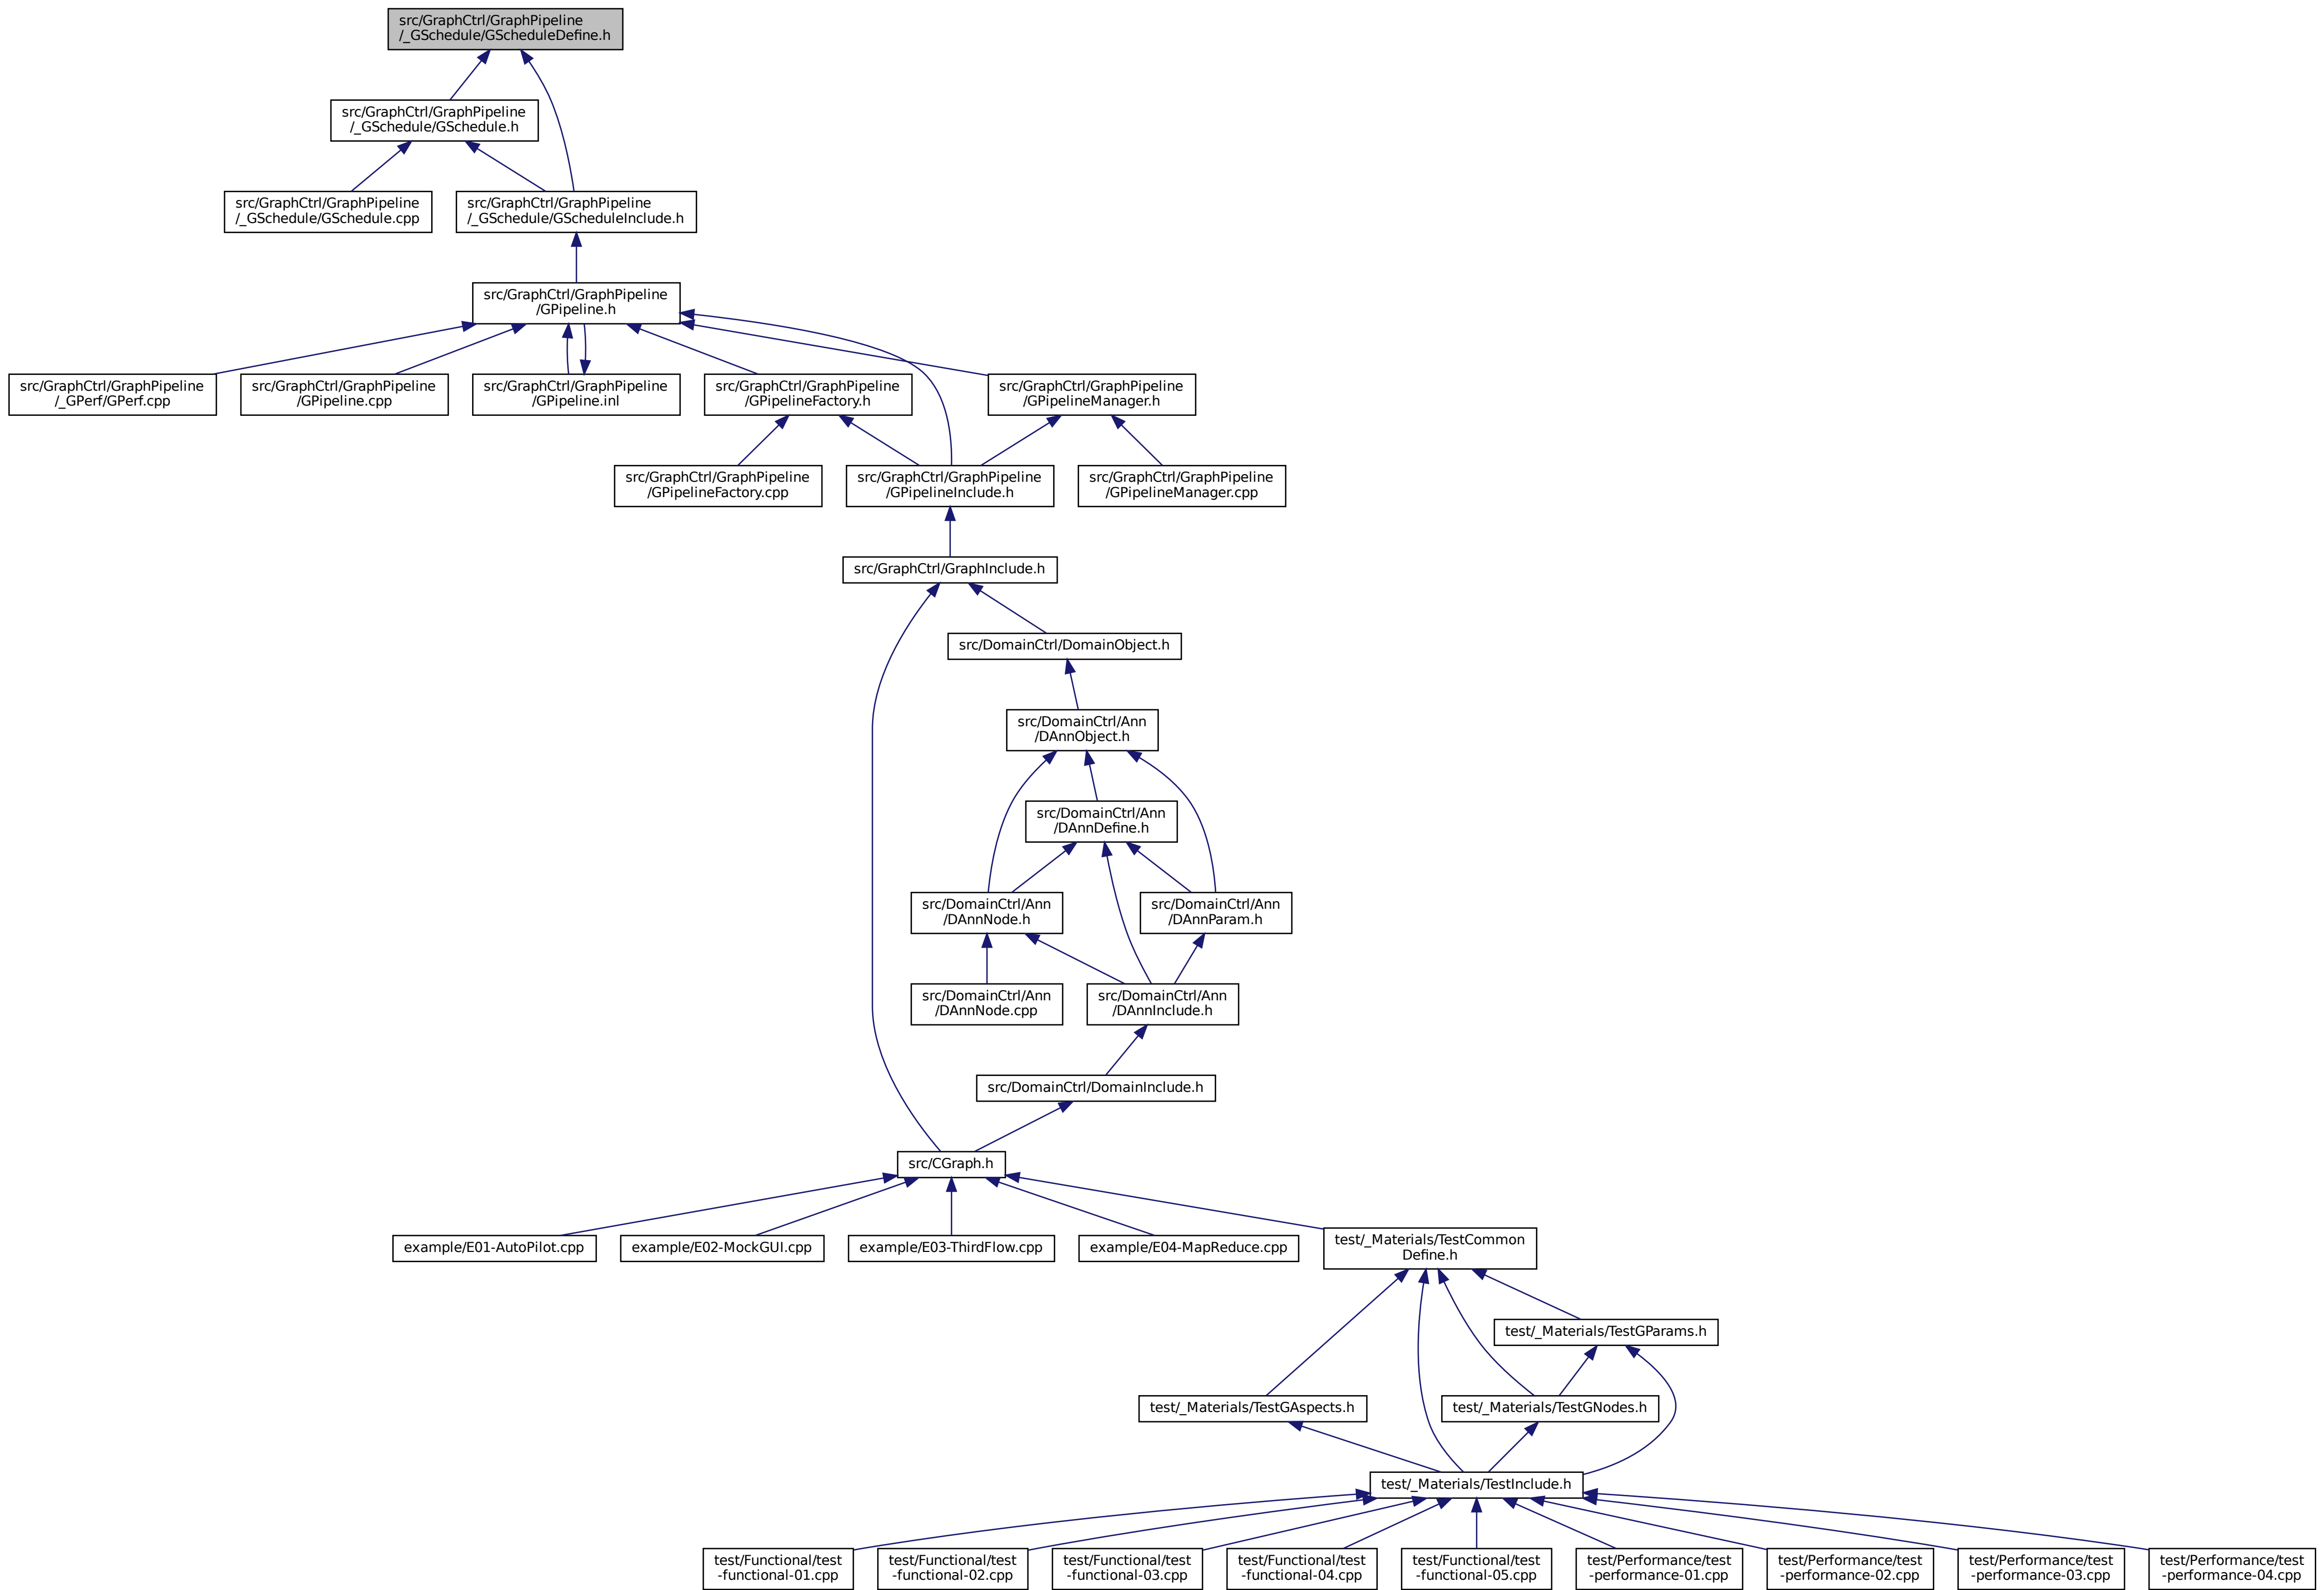 src/GraphCtrl/GraphPipeline
/_GSchedule/GScheduleDefine.h
src/GraphCtrl/GraphPipeline
/_GSchedule/GSchedule.h
src/GraphCtrl/GraphPipeline
/_GSchedule/GSchedule.cpp
src/GraphCtrl/GraphPipeline
/_GSchedule/GScheduleInclude.h
src/GraphCtrl/GraphPipeline
/GPipeline.h
src/GraphCtrl/GraphPipeline
/_GPerf/GPerf.cpp
src/GraphCtrl/GraphPipeline
/GPipeline.cpp
src/GraphCtrl/GraphPipeline
/GPipeline.inl
src/GraphCtrl/GraphPipeline
/GPipelineFactory.h
src/GraphCtrl/GraphPipeline
/GPipelineManager.h
src/GraphCtrl/GraphPipeline
/GPipelineFactory.cpp
src/GraphCtrl/GraphPipeline
/GPipelineInclude.h
src/GraphCtrl/GraphPipeline
/GPipelineManager.cpp
src/GraphCtrl/GraphInclude.h
src/DomainCtrl/DomainObject.h
src/DomainCtrl/Ann
/DAnnObject.h
src/DomainCtrl/Ann
/DAnnDefine.h
src/DomainCtrl/Ann
/DAnnNode.h
src/DomainCtrl/Ann
/DAnnParam.h
src/DomainCtrl/Ann
/DAnnNode.cpp
src/DomainCtrl/Ann
/DAnnInclude.h
src/DomainCtrl/DomainInclude.h
src/CGraph.h
example/E01-AutoPilot.cpp
example/E02-MockGUI.cpp
example/E03-ThirdFlow.cpp
example/E04-MapReduce.cpp
test/_Materials/TestCommon
Define.h
test/_Materials/TestGParams.h
test/_Materials/TestGAspects.h
test/_Materials/TestGNodes.h
test/_Materials/TestInclude.h
test/Functional/test
-functional-01.cpp
test/Functional/test
-functional-02.cpp
test/Functional/test
-functional-03.cpp
test/Functional/test
-functional-04.cpp
test/Functional/test
-functional-05.cpp
test/Performance/test
-performance-01.cpp
test/Performance/test
-performance-02.cpp
test/Performance/test
-performance-03.cpp
test/Performance/test
-performance-04.cpp